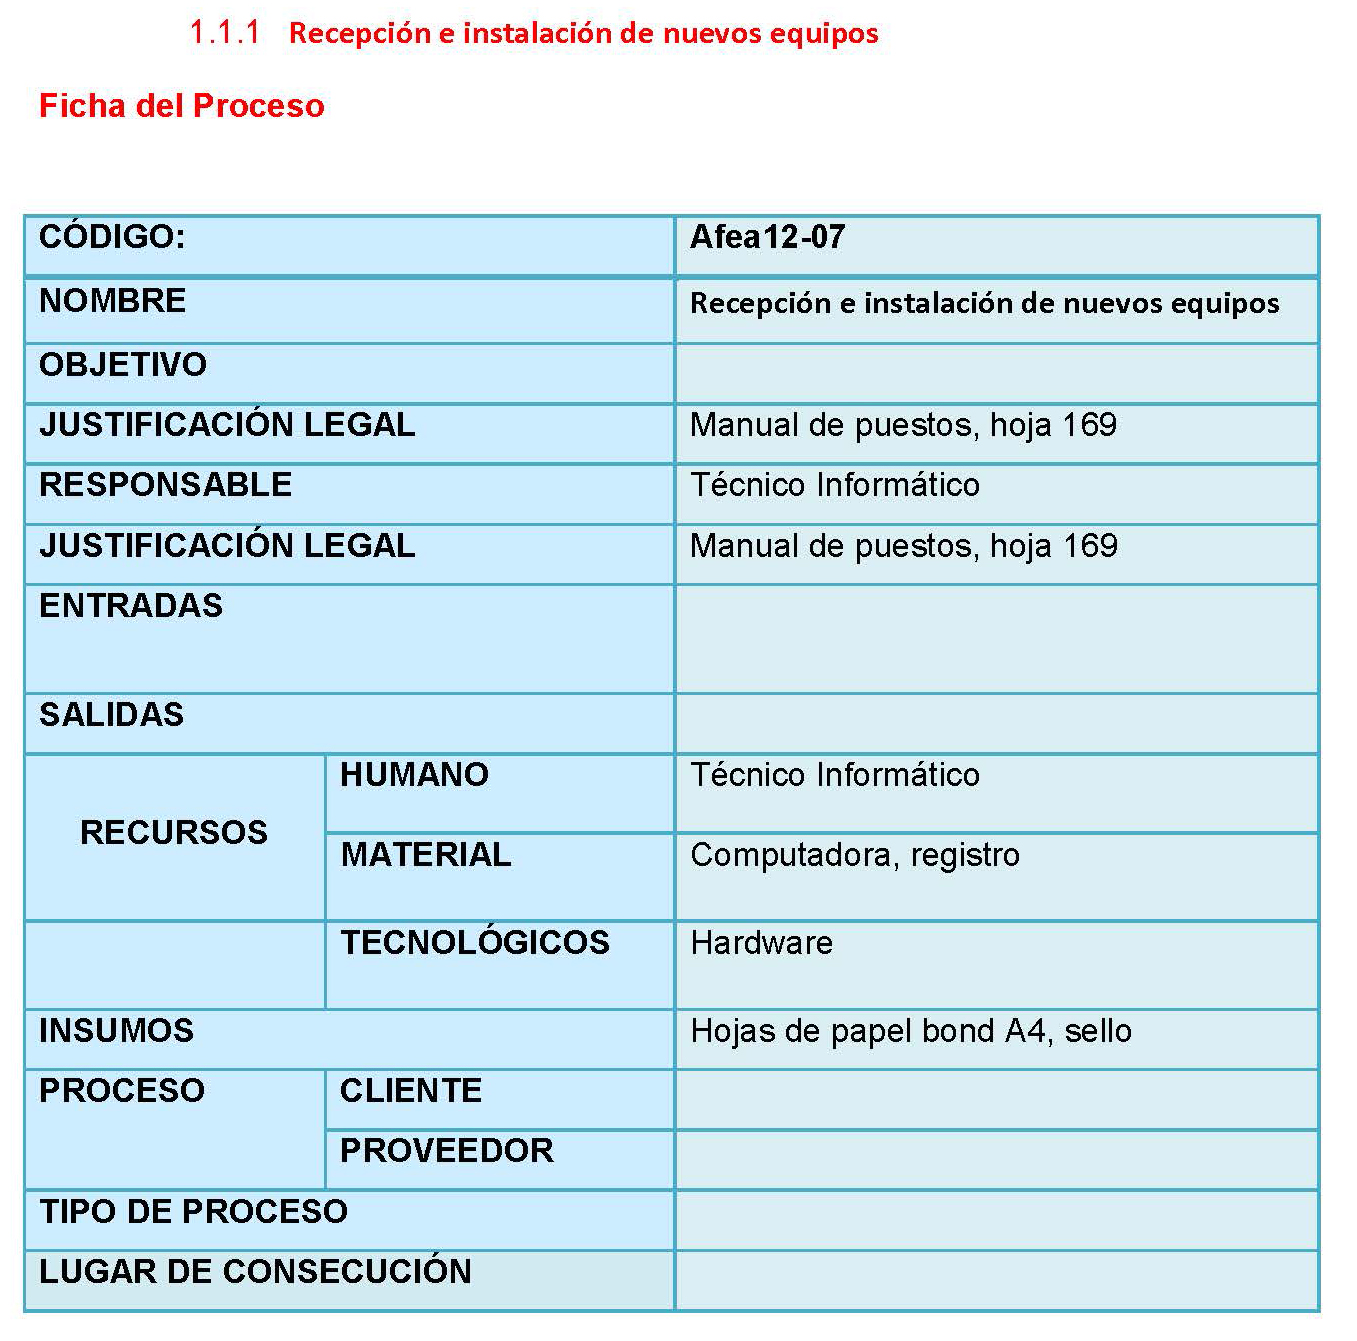 1.1.1 Recepción e instalación de nuevos equipos
Ficha del Proceso
CÓDIGO: Afea12-07
NOMBRE Recepción e instalación de nuevos equipos
OBJETIVO
JUSTIFICACIÓN LEGAL Manual de puestos, hoja 169
RESPONSABLE Técnico Informático
JUSTIFICACIÓN LEGAL Manual de puestos, hoja 169
ENTRADAS
SALIDAS
RECURSOS HUMANO Técnico Informático
MATERIAL Computadora, registro
TECNOLÓGICOS Hardware
INSUMOS Hojas de papel bond A4, sello
PROCESO CLIENTE
PROVEEDOR
TIPO DE PROCESO
LUGAR DE CONSECUCIÓN